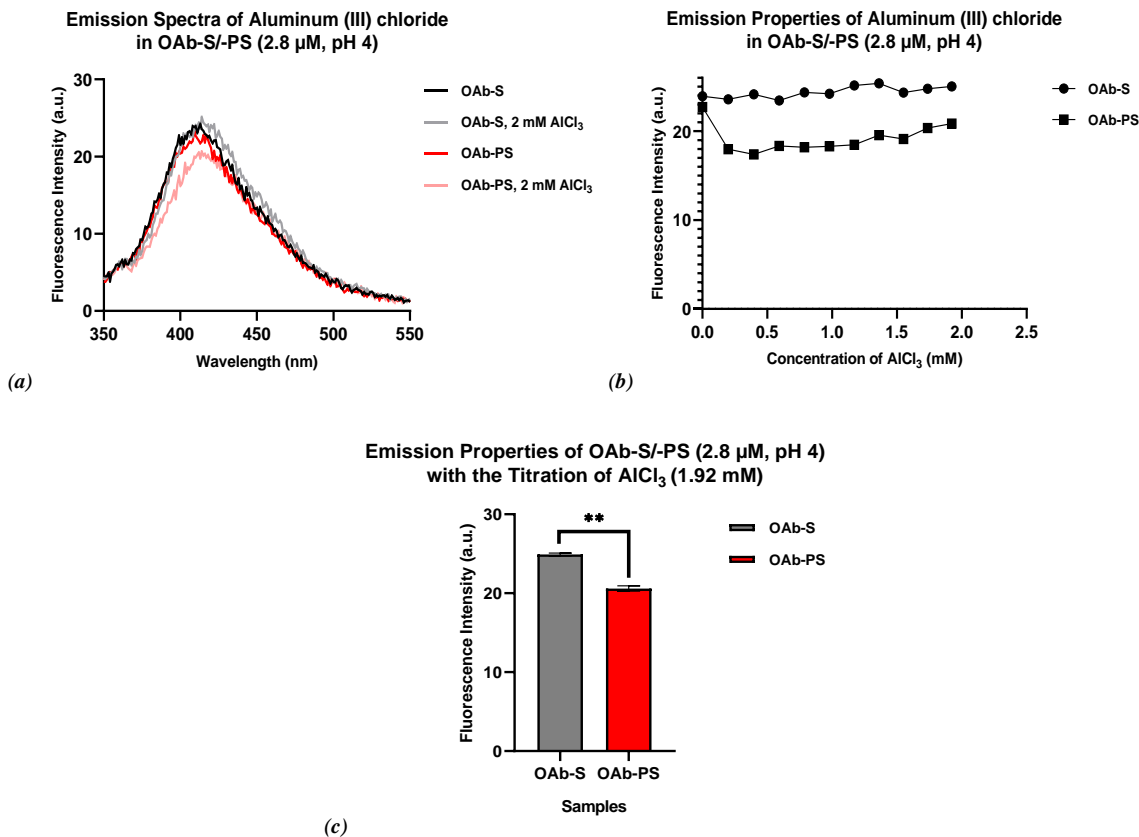 Emission Spectra of Aluminum (III) chloride
in OAb-S/-PS (2.8 µM, pH 4)
Fluorescence Intensity (a.u.)
30
20
10
0
350
400
450
500
550
Wavelength (nm)
OAb-S
OAb-S, 2 mM AlCl₃
OAb-PS
OAb-PS, 2 mM AlCl₃
(a)
Emission Properties of Aluminum (III) chloride
in OAb-S/-PS (2.8 µM, pH 4)
Fluorescence Intensity (a.u.)
20
10
0
0.0
0.5
1.0
1.5
2.0
2.5
Concentration of AlCl₃ (mM)
OAb-S
OAb-PS
(b)
Emission Properties of OAb-S/-PS (2.8 µM, pH 4)
with the Titration of AlCl₃ (1.92 mM)
Fluorescence Intensity (a.u.)
30
20
10
0
**
OAb-S
OAb-PS
Samples
OAb-S
OAb-PS
(c)